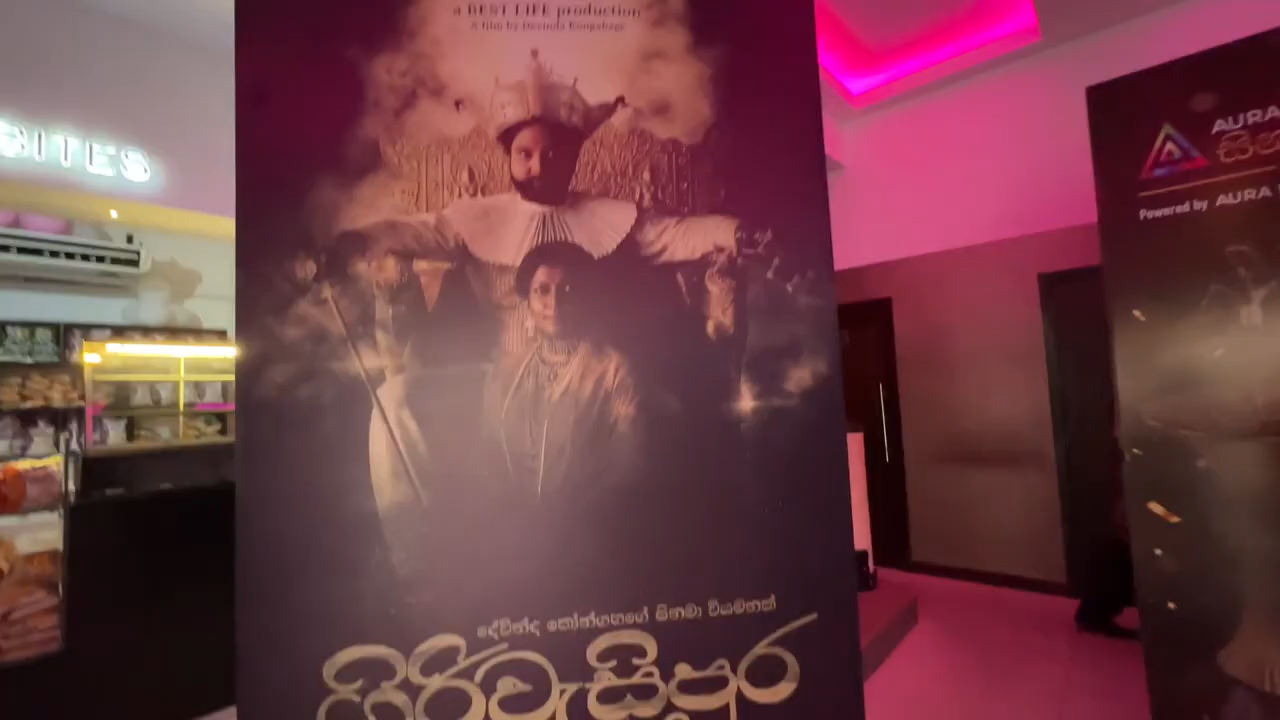 BITES
a BEST LIFE production
A film by Devinda Kongahage
දේවින්ද කෝන්ගහගේ සිනමා වියමනක්
ගිරිවැසිපුර
AURA
Powered by AURA